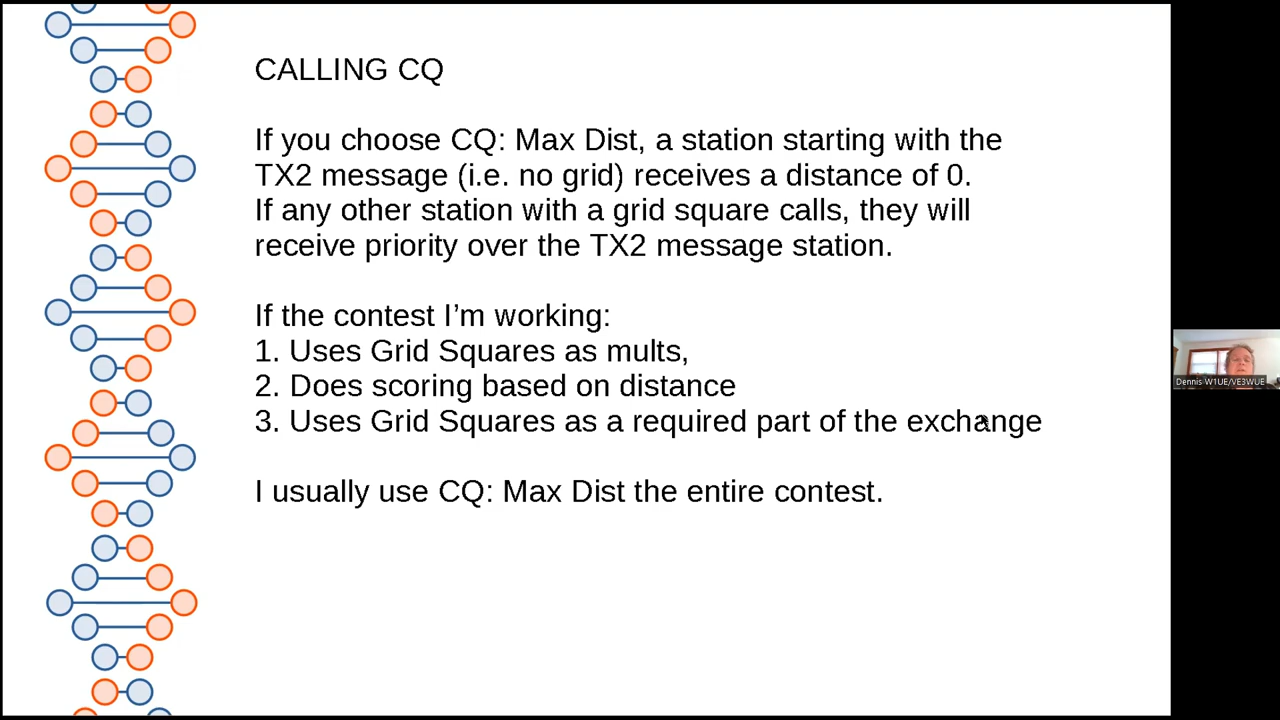 CALLING CQ
If you choose CQ: Max Dist, a station starting with the
TX2 message (i.e. no grid) receives a distance of 0.
If any other station with a grid square calls, they will
receive priority over the TX2 message station.
If the contest I’m working:
1. Uses Grid Squares as mults,
2. Does scoring based on distance
3. Uses Grid Squares as a required part of the exchange
I usually use CQ: Max Dist the entire contest.
Dennis W1UE/VE3WUE